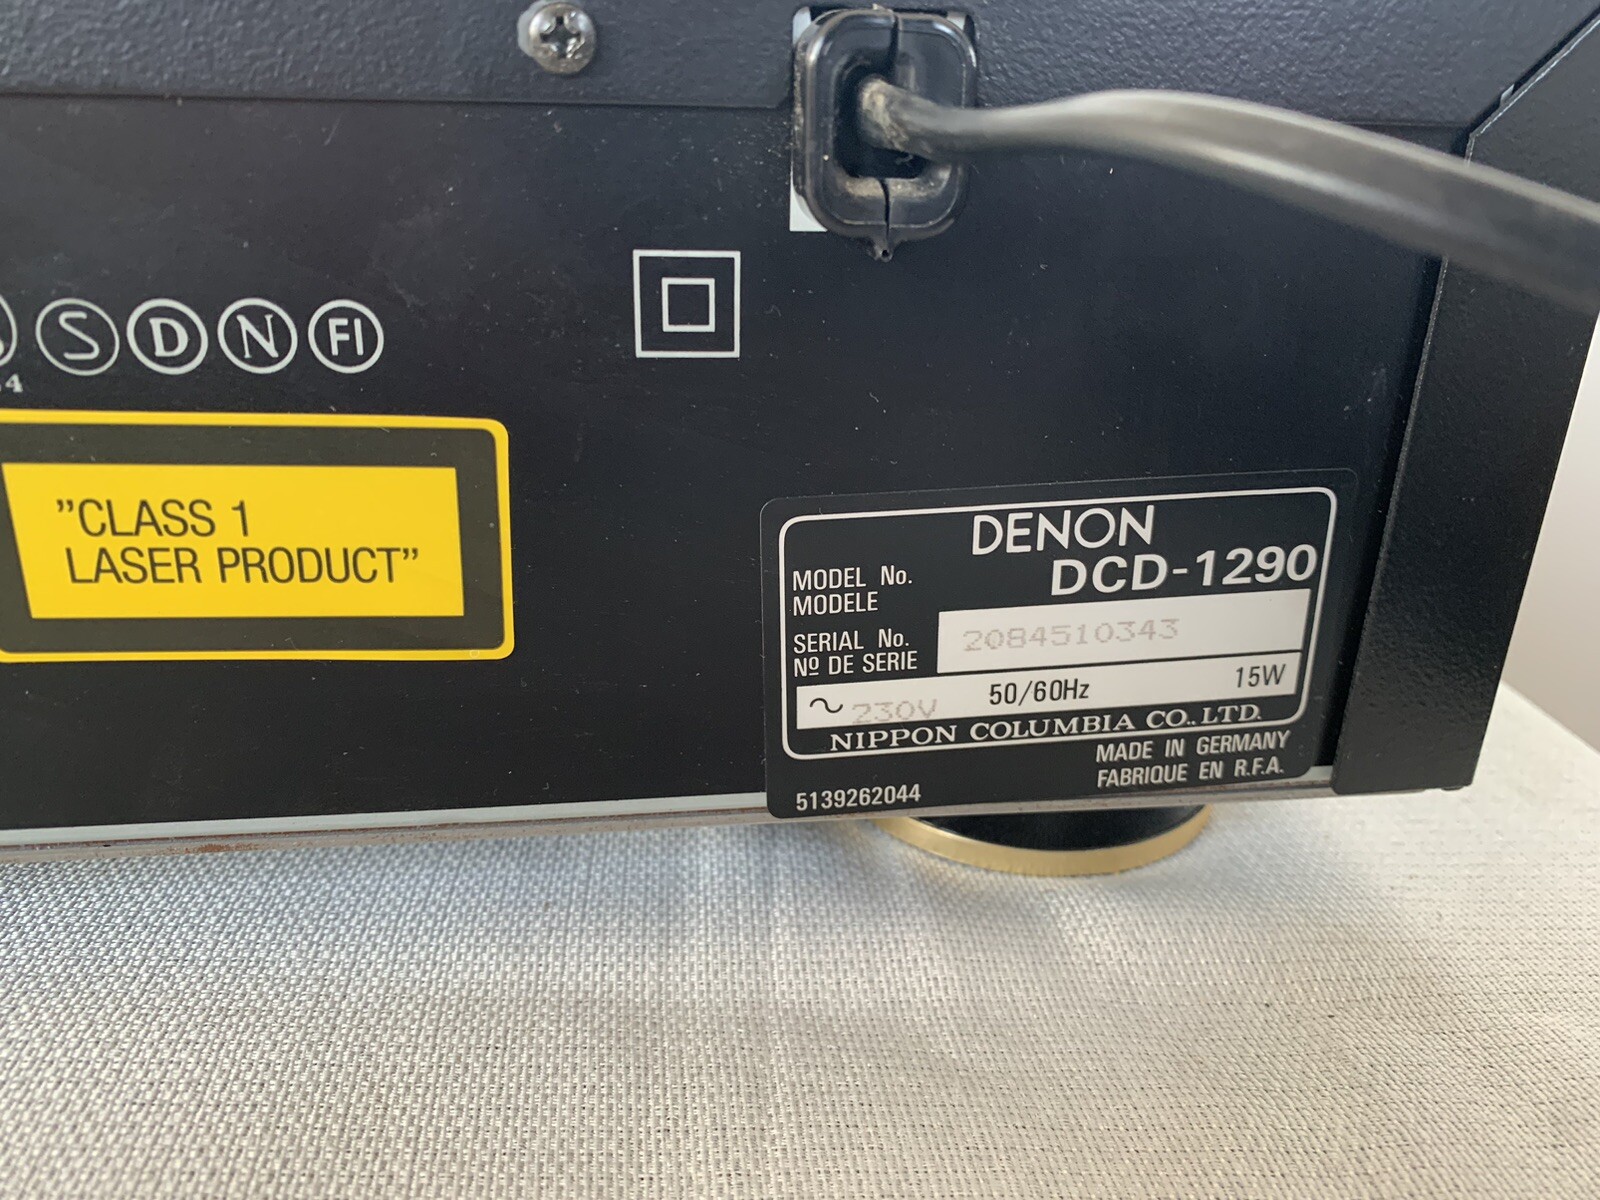 S D N FI
"CLASS 1
LASER PRODUCT"
DENON
MODEL No. DCD-1290
MODELE
SERIAL No. 2084510343
Nº DE SERIE
~ 230V 50/60Hz 15W
NIPPON COLUMBIA CO.,LTD.
MADE IN GERMANY
FABRIQUE EN R.F.A.
5139262044